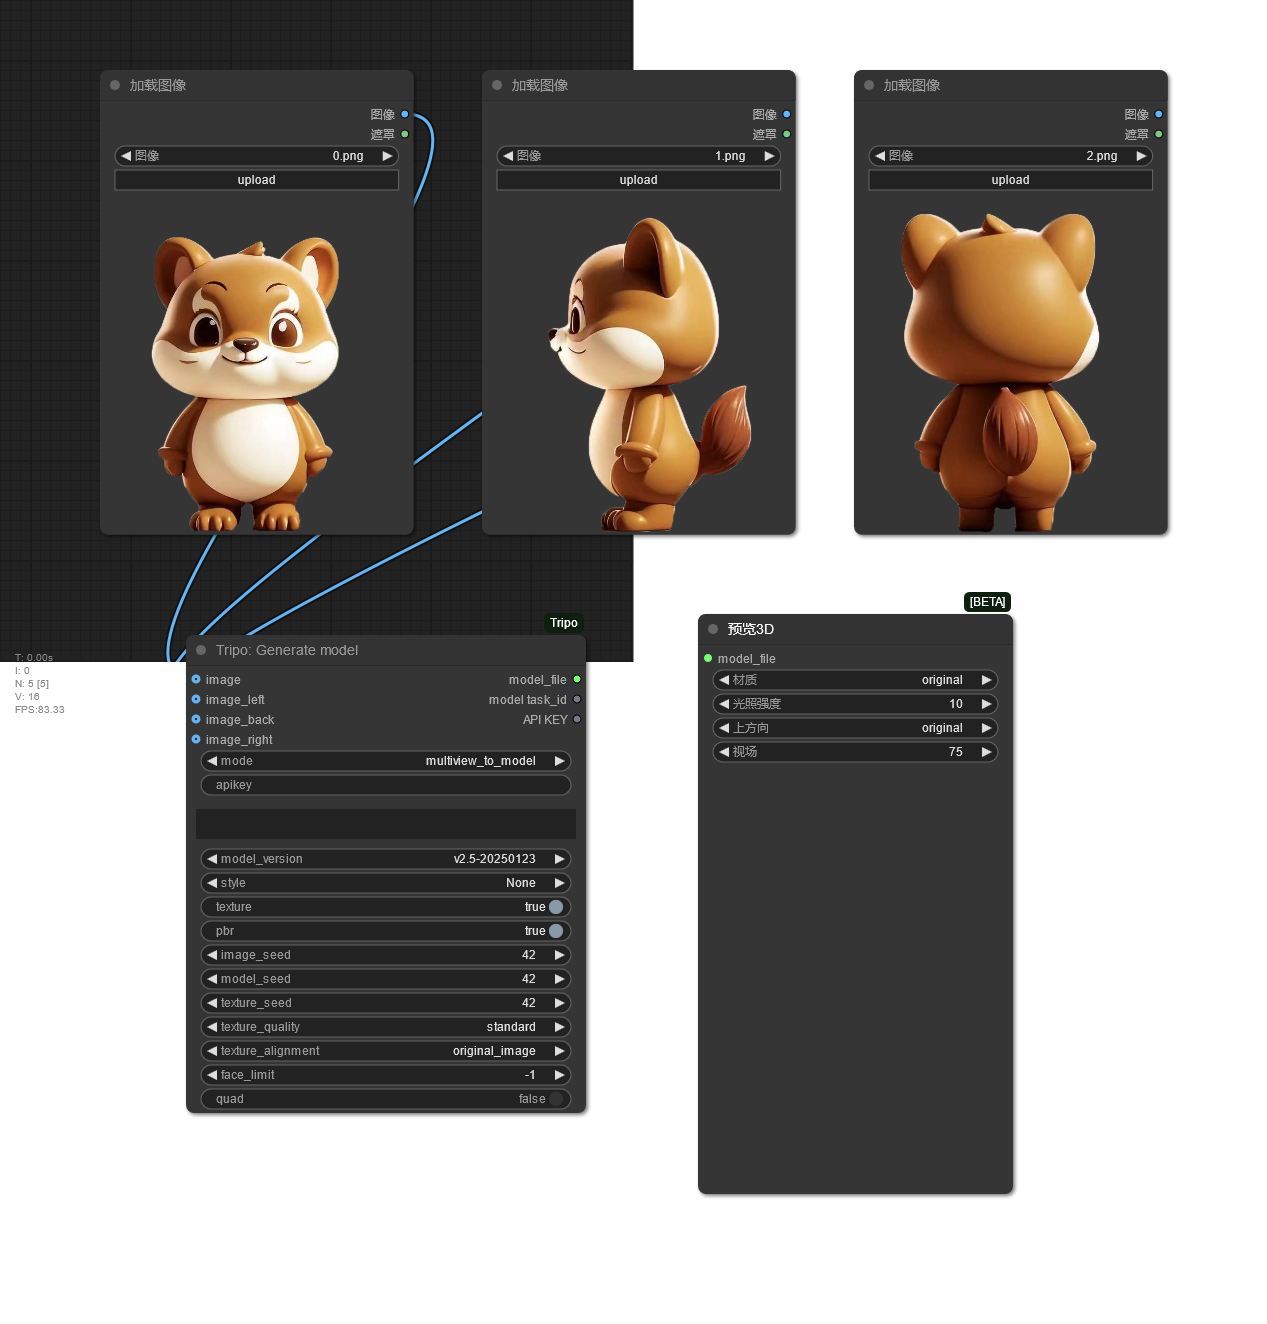 加载图像
图像
遮罩
图像 0.png
upload
加载图像
图像
遮罩
图像 1.png
upload
加载图像
图像
遮罩
图像 2.png
upload
T: 0.00s
I: 0
N: 5 [5]
V: 16
FPS:83.33
Tripo
Tripo: Generate model
image model_file
image_left model task_id
image_back API KEY
image_right
mode multiview_to_model
apikey
model_version v2.5-20250123
style None
texture true
pbr true
image_seed 42
model_seed 42
texture_seed 42
texture_quality standard
texture_alignment original_image
face_limit -1
quad false
[BETA]
预览3D
model_file
材质 original
光照强度 10
上方向 original
视场 75